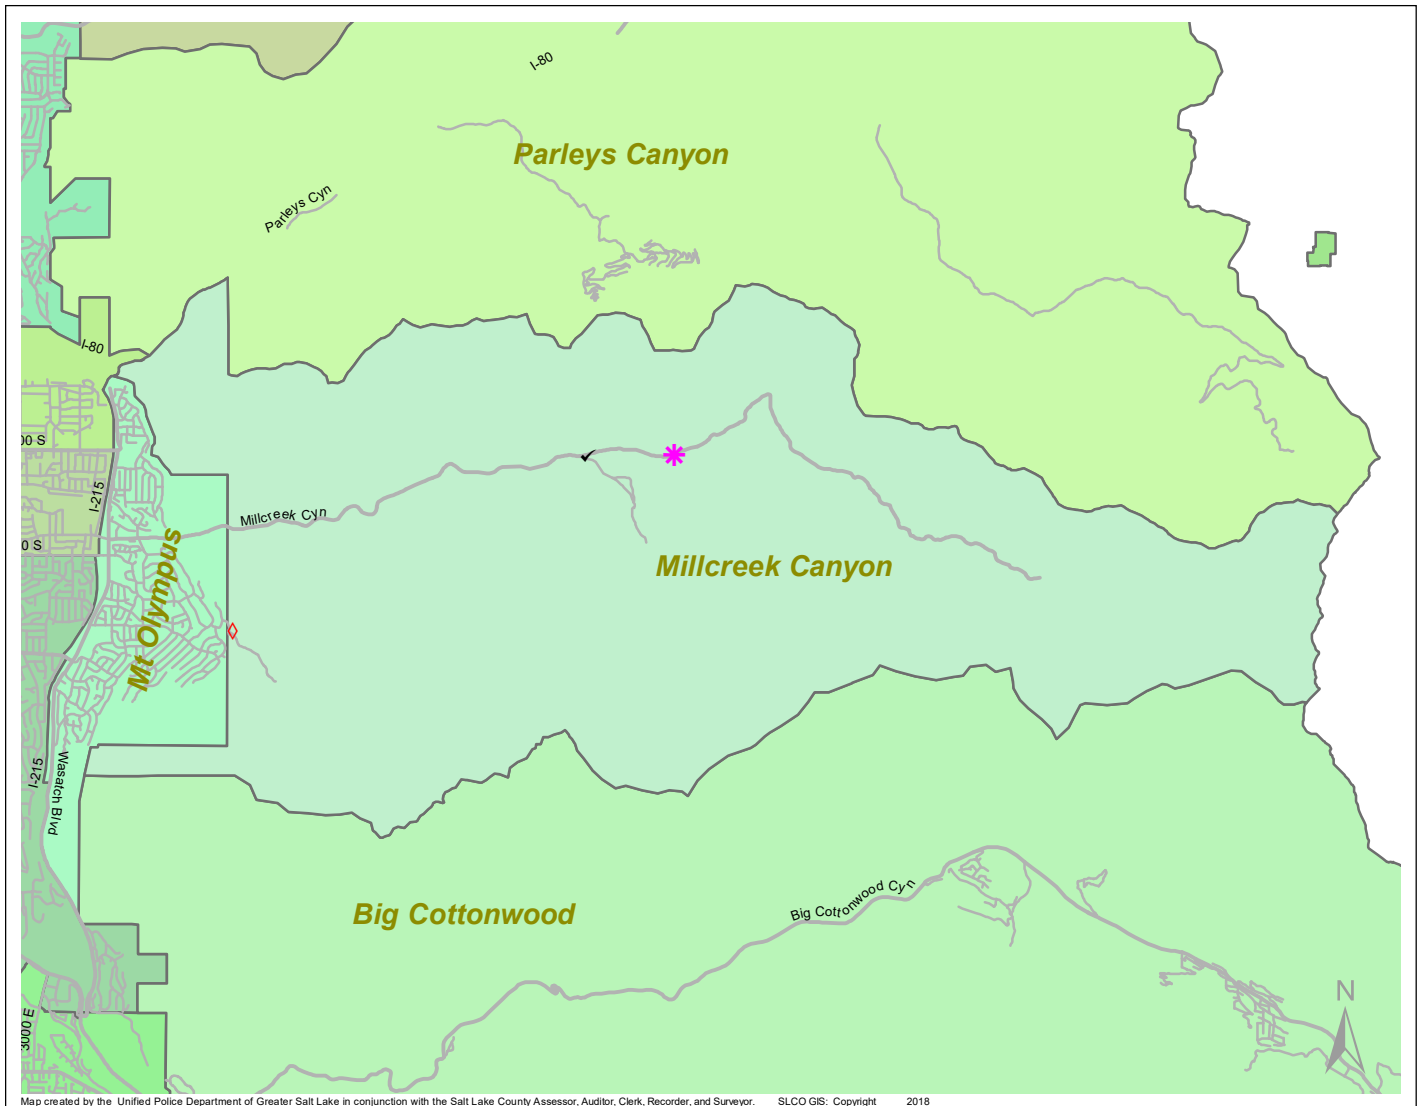 I-80
Parleys Canyon
Parleys Cyn
I-80
00 S
I-215
Millcreek Cyn
0 S
Mt Olympus
Millcreek Canyon
I-215
Wasatch Blvd
Big Cottonwood Cyn
Big Cottonwood
N
3000 E
Map created by the Unified Police Department of Greater Salt Lake in conjunction with the Salt Lake County Assessor, Auditor, Clerk, Recorder, and Surveyor. SLCO GIS: Copyright 2018